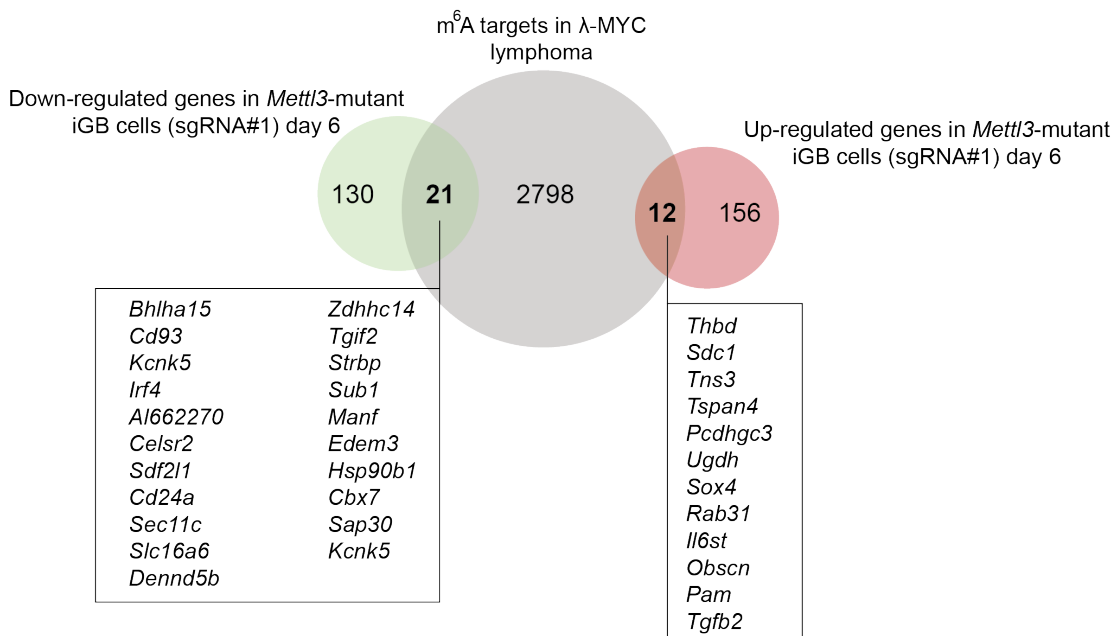 m⁶A targets in λ-MYC
lymphoma
Down-regulated genes in Mettl3-mutant
iGB cells (sgRNA#1) day 6
Up-regulated genes in Mettl3-mutant
iGB cells (sgRNA#1) day 6
130
21
2798
12
156
Bhlha15
Cd93
Kcnk5
Irf4
AI662270
Celsr2
Sdf2l1
Cd24a
Sec11c
Slc16a6
Dennd5b
Zdhhc14
Tgif2
Strbp
Sub1
Manf
Edem3
Hsp90b1
Cbx7
Sap30
Kcnk5
Thbd
Sdc1
Tns3
Tspan4
Pcdhgc3
Ugdh
Sox4
Rab31
Il6st
Obscn
Pam
Tgfb2